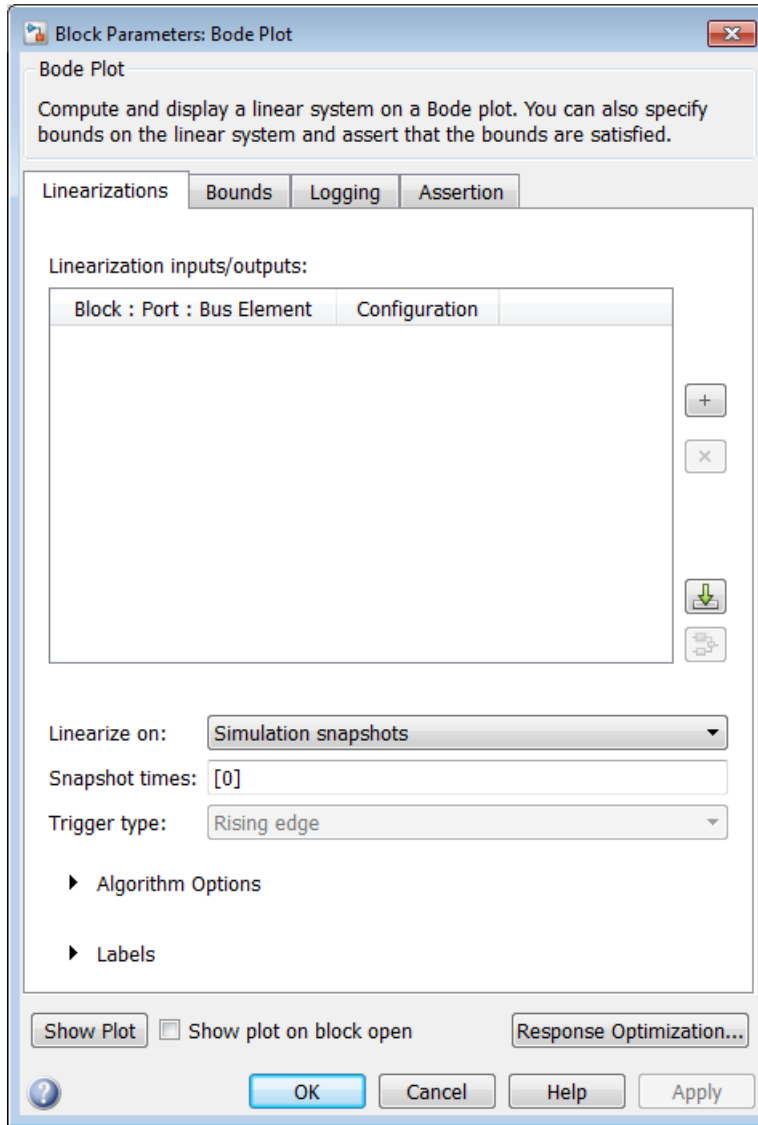 Block Parameters: Bode Plot
Bode Plot
Compute and display a linear system on a Bode plot. You can also specify
bounds on the linear system and assert that the bounds are satisfied.
Linearizations Bounds Logging Assertion
Linearization inputs/outputs:
Block : Port : Bus Element Configuration
+
×
Linearize on: Simulation snapshots
Snapshot times: [0]
Trigger type: Rising edge
Algorithm Options
Labels
Show Plot Show plot on block open Response Optimization...
? OK Cancel Help Apply